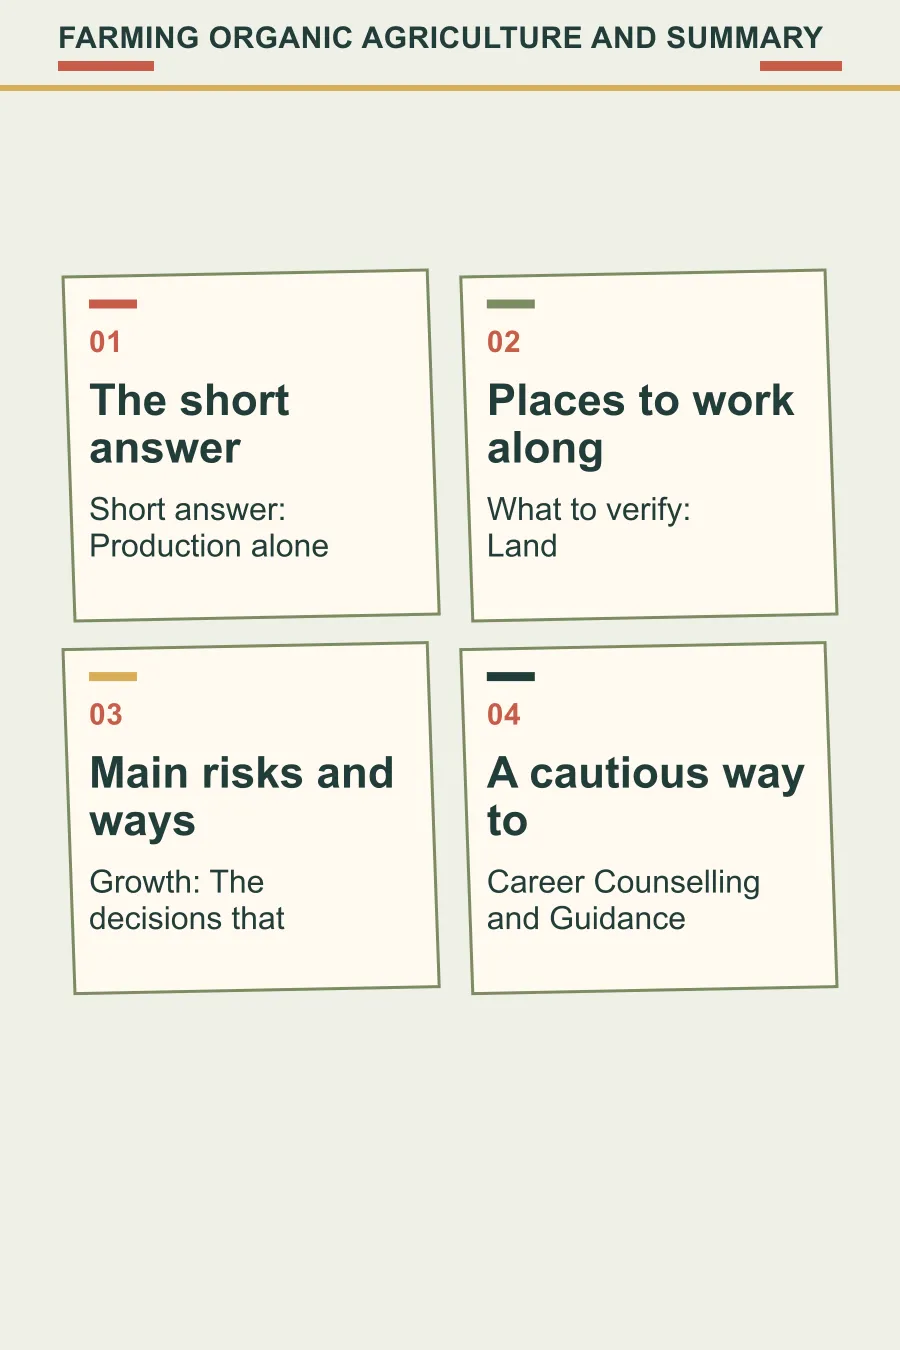 FARMING ORGANIC AGRICULTURE AND SUMMARY
01
The short
answer
Short answer:
Production alone
02
Places to work
along
What to verify:
Land
03
Main risks and
ways
Growth: The
decisions that
04
A cautious way
to
Career Counselling
and Guidance